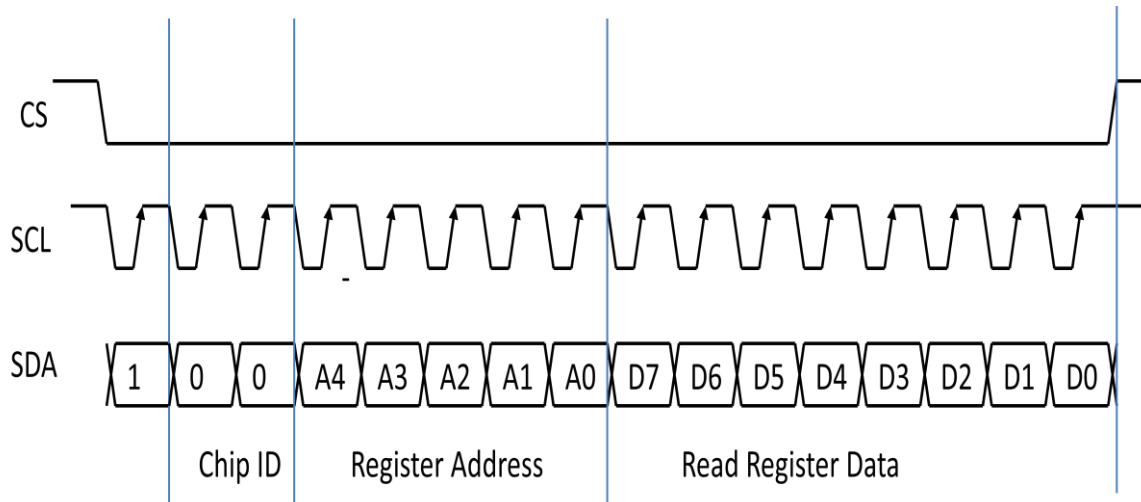 CS
SCL
SDA 1 0 0 A4 A3 A2 A1 A0 D7 D6 D5 D4 D3 D2 D1 D0
Chip ID Register Address Read Register Data